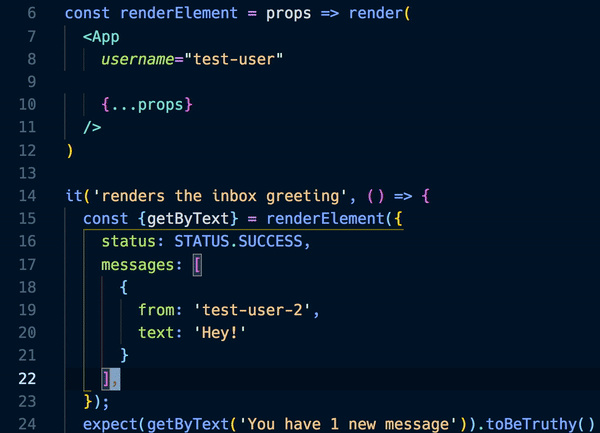 6 const renderElement = props => render(
7 <App
8 username="test-user"
9
10 {...props}
11 />
12 )
13
14 it('renders the inbox greeting', () => {
15 const {getByText} = renderElement({
16 status: STATUS.SUCCESS,
17 messages: [
18 {
19 from: 'test-user-2',
20 text: 'Hey!'
21 }
22 ],
23 });
24 expect(getByText('You have 1 new message')).toBeTruthy()